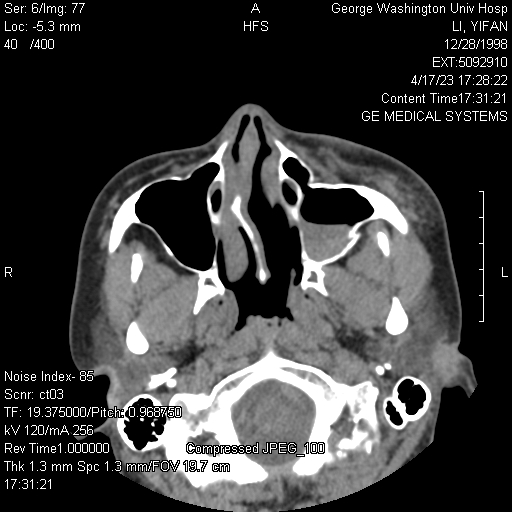 Ser: 6/Img: 77
Loc: -5.3 mm
40 /400
A
HFS
George Washington Univ Hosp
LI, YIFAN
12/28/1998
EXT:5092910
4/17/23 17:28:22
Content Time17:31:21
GE MEDICAL SYSTEMS
R
L
Noise Index- 85
Scnr: ct03
TF: 19.375000/Pitch: 0.968750
kV 120/mA.256
Rev Time1.000000
Thk 1.3 mm Spc 1.3 mm/FOV 19.7 cm
17:31:21
Compressed JPEG_100